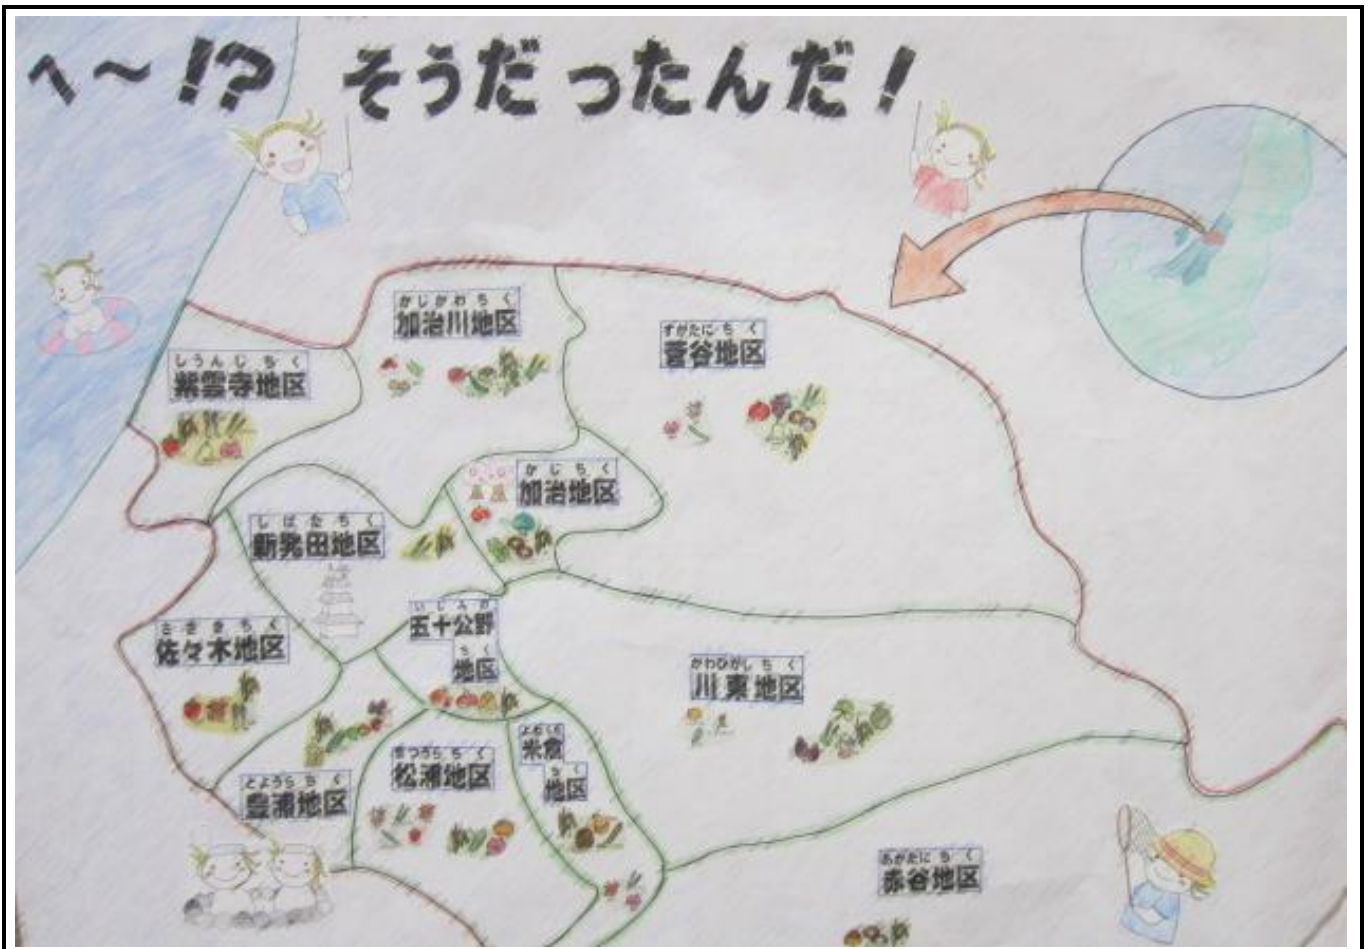 へ〜!? そうだったんだ!
かじかわちく
加治川地区
すがたにちく
菅谷地区
しうんじちく
紫雲寺地区
かじちく
加治地区
しばたちく
新発田地区
いじみの
五十公野
ちく
地区
ささきちく
佐々木地区
かわひがしちく
川東地区
よねくら
米倉
ちく
地区
まつうらちく
松浦地区
とようらちく
豊浦地区
あかたにちく
赤谷地区